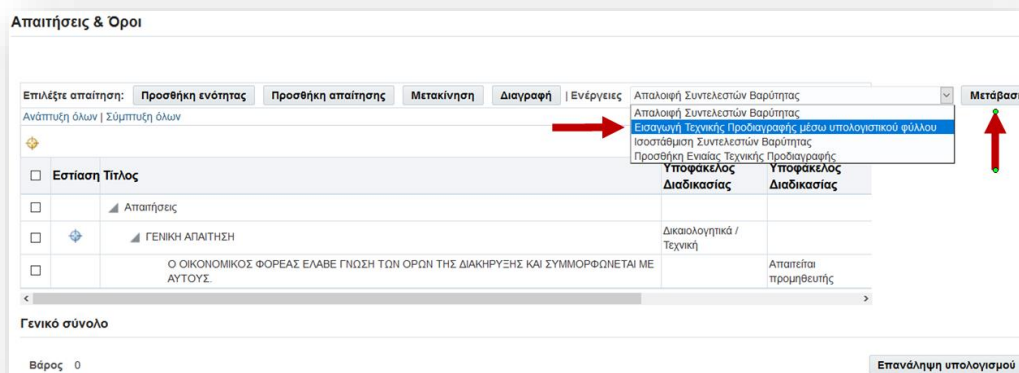 Απαιτήσεις & Όροι
Επιλέξτε απαίτηση: Προσθήκη ενότητας Προσθήκη απαίτησης Μετακίνηση Διαγραφή | Ενέργειες Απαλοιφή Συντελεστών Βαρύτητας
Ανάπτυξη όλων | Σύμπτυξη όλων
Απαλοιφή Συντελεστών Βαρύτητας
Εισαγωγή Τεχνικής Προδιαγραφής μέσω υπολογιστικού φύλλου
Ισοστάθμιση Συντελεστών Βαρύτητας
Προσθήκη Ενιαίας Τεχνικής Προδιαγραφής
Εστίαση Τίτλος
Υποφάκελος Υποφάκελος
Διαδικασίας Διαδικασίας
Απαιτήσεις
ΓΕΝΙΚΗ ΑΠΑΙΤΗΣΗ
Δικαιολογητικά /
Τεχνική
Ο ΟΙΚΟΝΟΜΙΚΟΣ ΦΟΡΕΑΣ ΕΛΑΒΕ ΓΝΩΣΗ ΤΩΝ ΟΡΩΝ ΤΗΣ ΔΙΑΚΗΡΥΞΗΣ ΚΑΙ ΣΥΜΜΟΡΦΩΝΕΤΑΙ ΜΕ
ΑΥΤΟΥΣ.
Απαιτείται
προμηθευτής
Γενικό σύνολο
Βάρος 0
Επανάληψη υπολογισμού